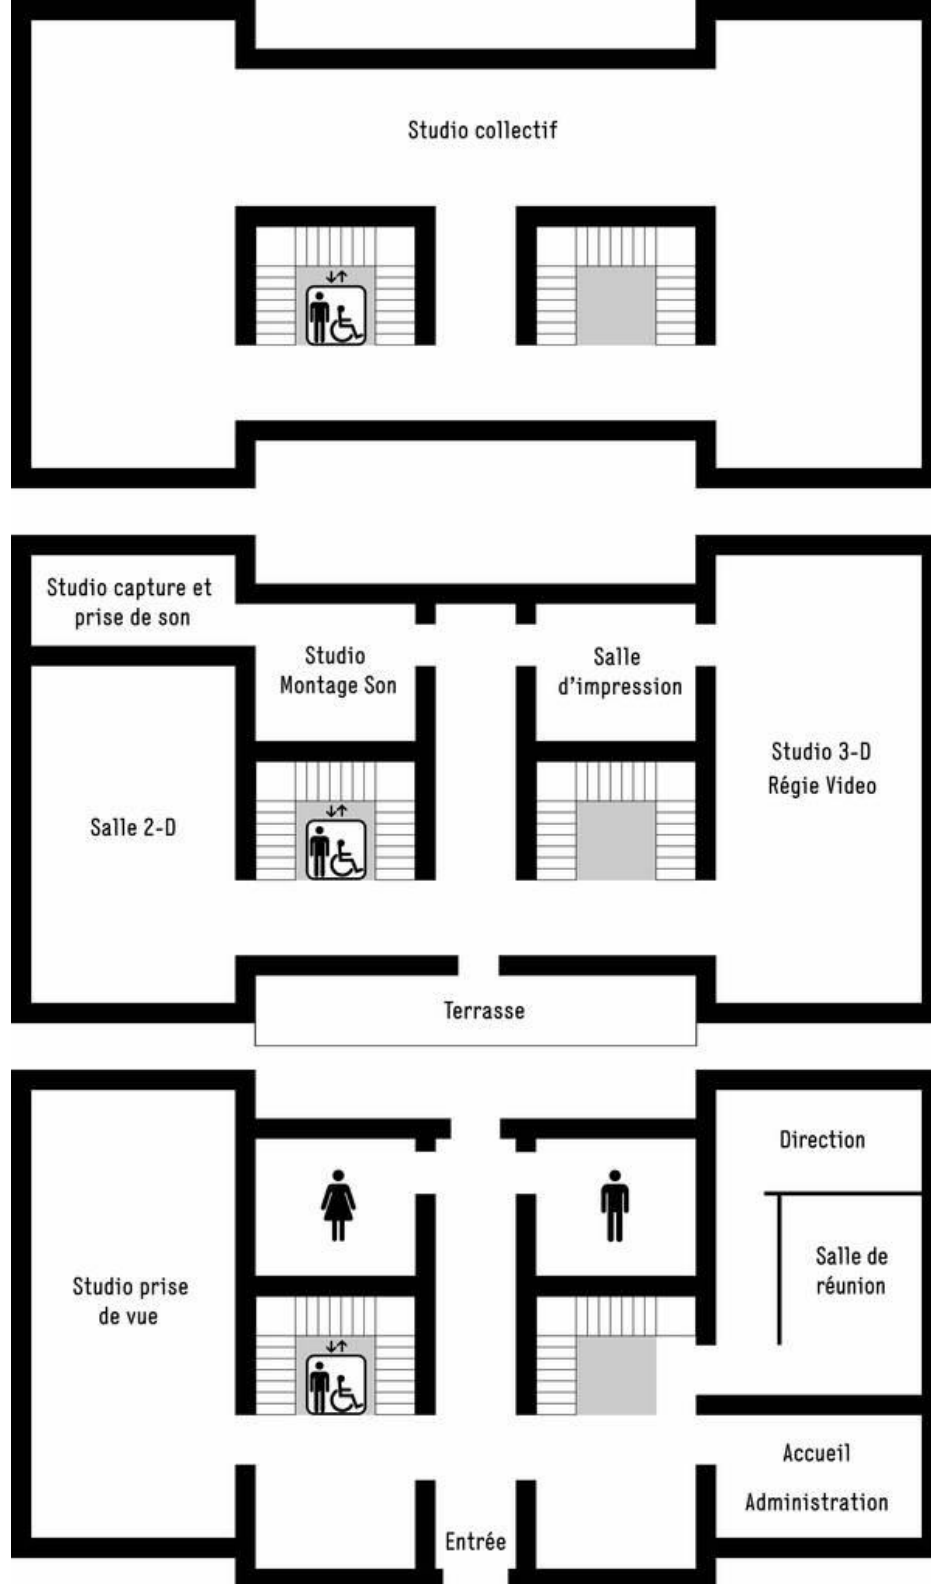 Studio collectif
Studio capture et
prise de son
Studio
Montage Son
Salle
d'impression
Studio 3-D
Régie Video
Salle 2-D
Terrasse
Direction
Salle de
réunion
Studio prise
de vue
Accueil
Administration
Entrée